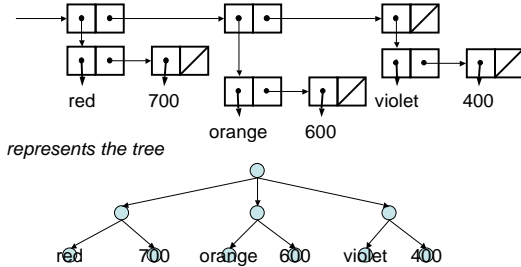 red 700 violet 400
orange 600
represents the tree
red 700 orange 600 violet 400